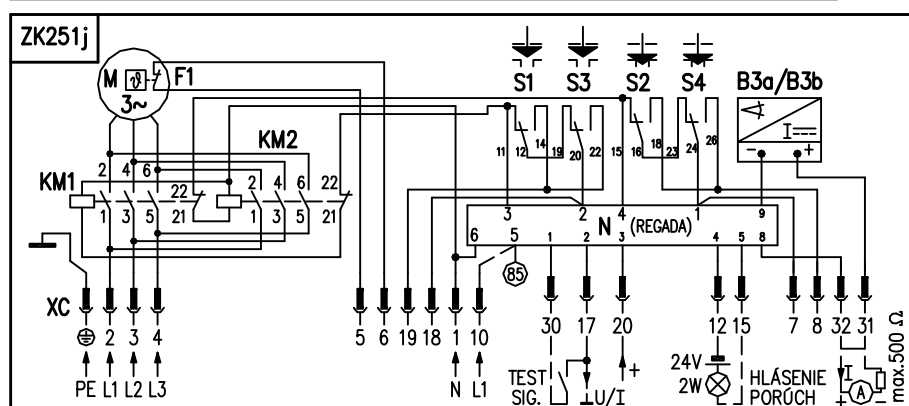 ZK251j
M
ϑ
3~
F1
S1
S3
S2
S4
B3a/B3b
I
- +
KM2
KM1
2 4 6
22
2 4 6
22
1 3 5 21
1 3 5 21
11 12 14 19 20 22 15 16 18 23 24 26
3 2 4 1 9
N (REGADA)
6 5 1 2 3 4 5 8
85
XC
2 3 4
5 6 19 18 1 10
30 17 20
12 15
7 8 32 31
PE L1 L2 L3
N L1
TEST
SIG.
U/I
+
24V
2W
HLÁSENIE
PORÚCH
I
A
+
max.500 Ω